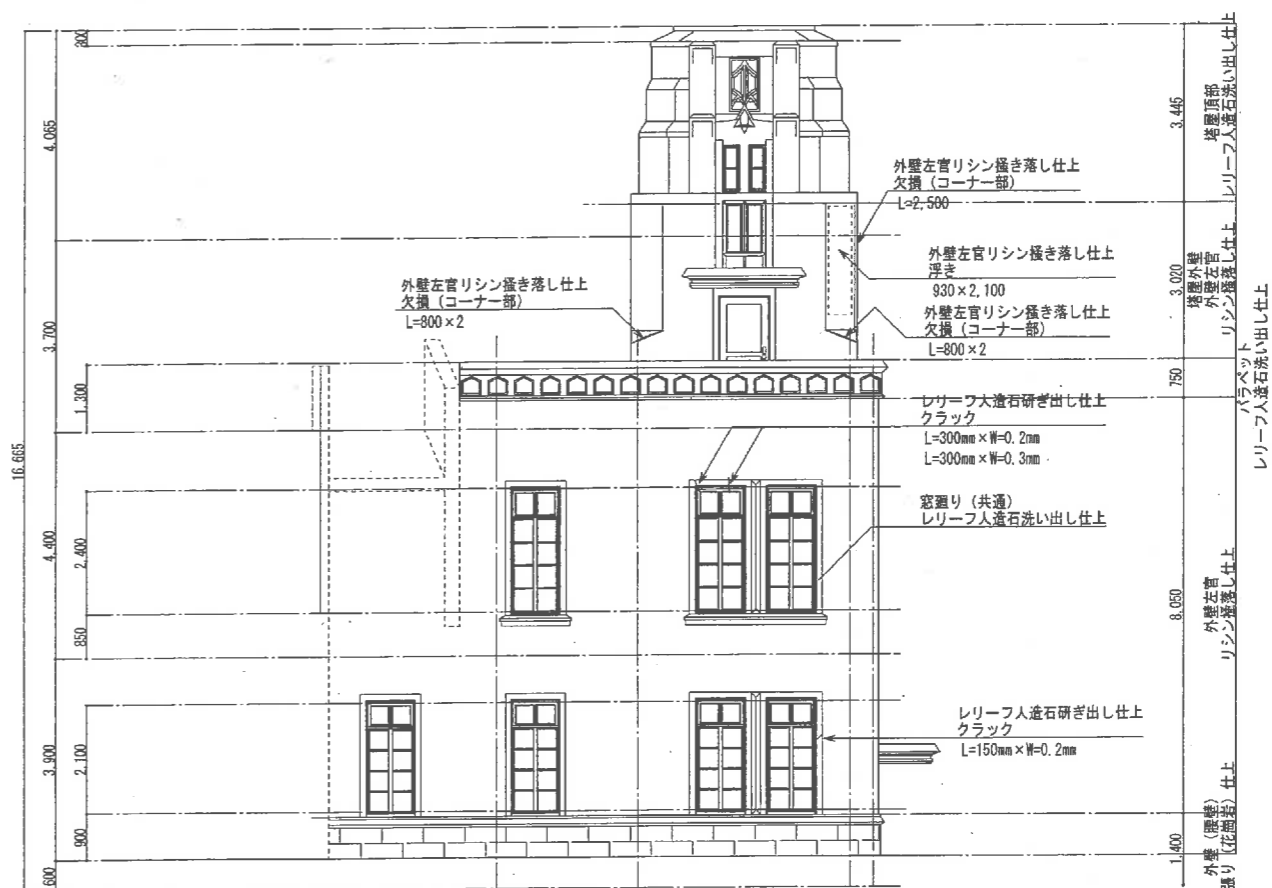 300
4,065
3,700
16,665
1,300
4,400
2,400
850
3,900
2,100
900
600
外壁左官リシン掻き落し仕上
欠損（コーナー部）
L=2,500
外壁左官リシン掻き落し仕上
浮き
930×2,100
外壁左官リシン掻き落し仕上
欠損（コーナー部）
L=800×2
外壁左官リシン掻き落し仕上
欠損（コーナー部）
L=800×2
レリーフ人造石研ぎ出し仕上
クラック
L=300mm×W=0.2mm
L=300mm×W=0.3mm
窓廻り（共通）
レリーフ人造石洗い出し仕上
レリーフ人造石研ぎ出し仕上
クラック
L=150mm×W=0.2mm
3,445
塔屋頂部
レリーフ人造石洗い出し仕上
3,020
塔屋外壁
外壁左官
リシン掻落し仕上
750
パラペット
レリーフ人造石洗い出し仕上
8,050
外壁左官
リシン掻落し仕上
1,400
外壁（腰壁）
張り（花崗岩）仕上